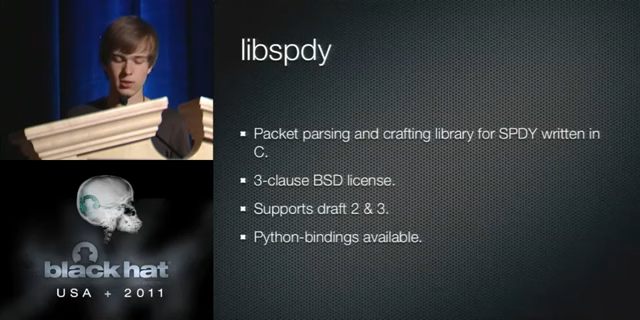 libspdy
Packet parsing and crafting library for SPDY written in
C.
3-clause BSD license.
Supports draft 2 & 3.
Python-bindings available.
black hat
USA + 2011